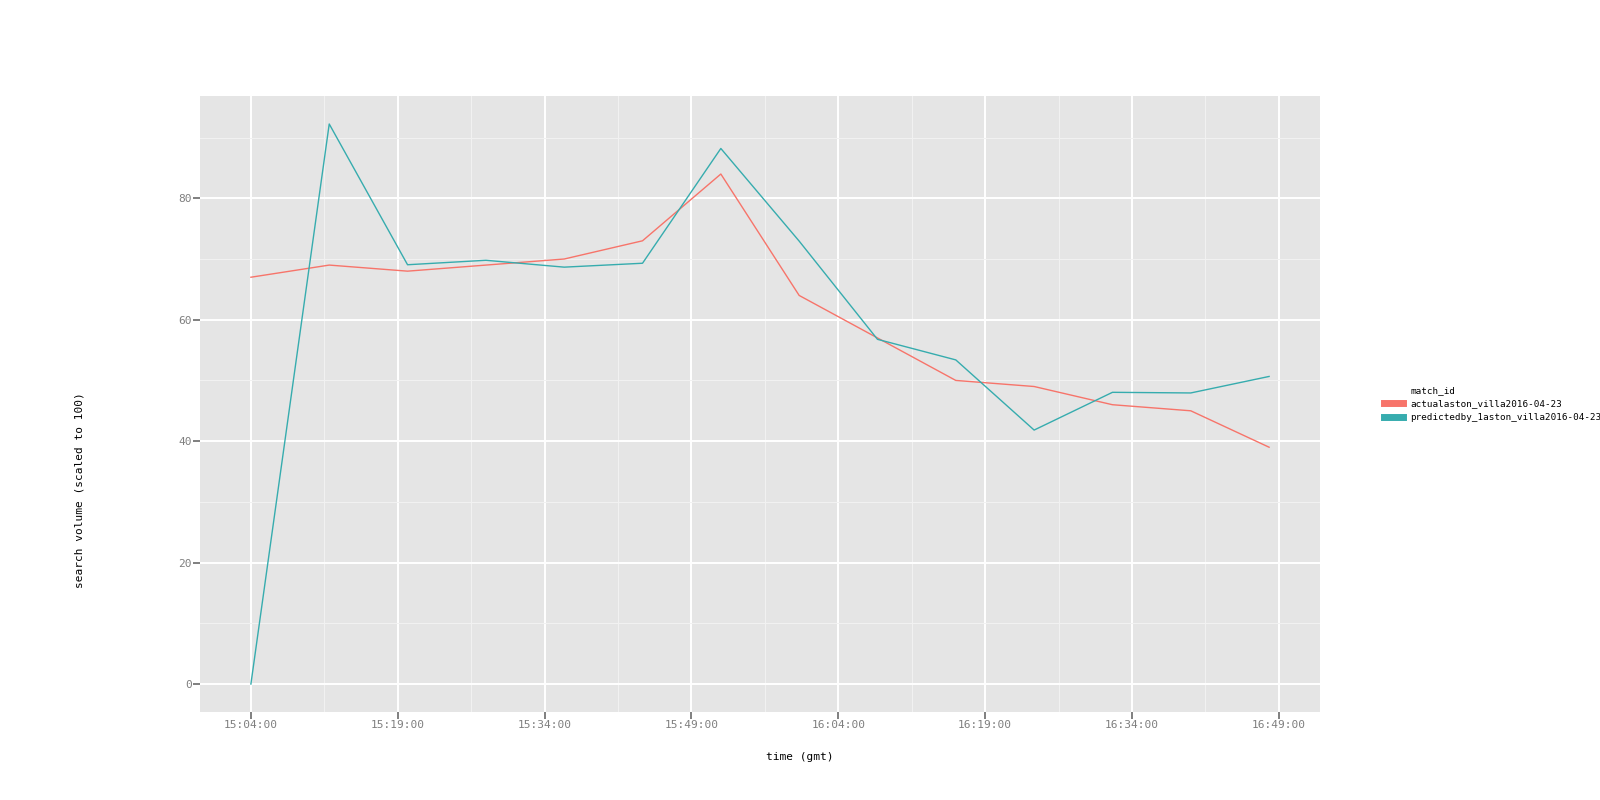 80
60
40
20
0
search volume (scaled to 100)
15:04:00 15:19:00 15:34:00 15:49:00 16:04:00 16:19:00 16:34:00 16:49:00
time (gmt)
match_id
actualaston_villa2016-04-23
predictedby_1aston_villa2016-04-23